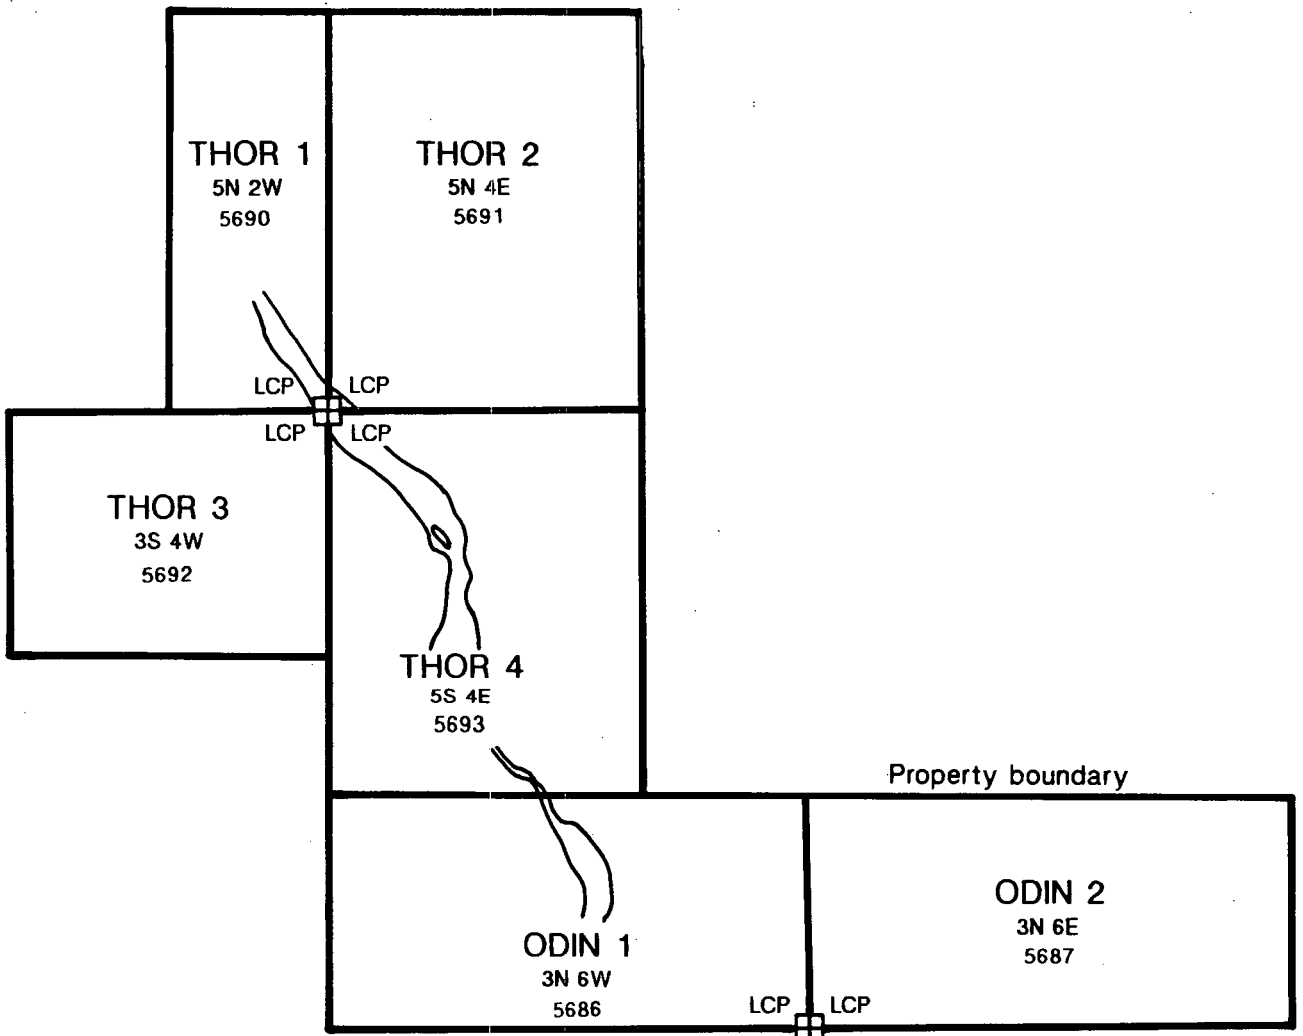 THOR 1
5N 2W
5690
THOR 2
5N 4E
5691
LCP
LCP
LCP
LCP
THOR 3
3S 4W
5692
THOR 4
5S 4E
5693
Property boundary
ODIN 1
3N 6W
5686
ODIN 2
3N 6E
5687
LCP
LCP